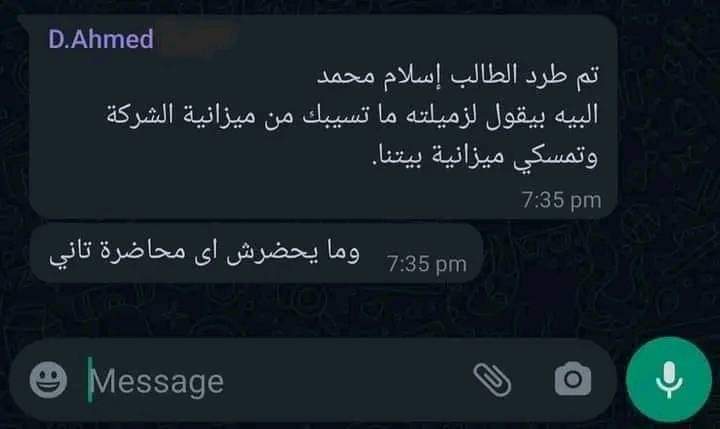 D.Ahmed
تم طرد الطالب إسلام محمد
البيه بيقول لزميلته ما تسيبك من ميزانية الشركة
وتمسكي ميزانية بيتنا.
7:35 pm
وما يحضرش اى محاضرة تاني
7:35 pm
Message